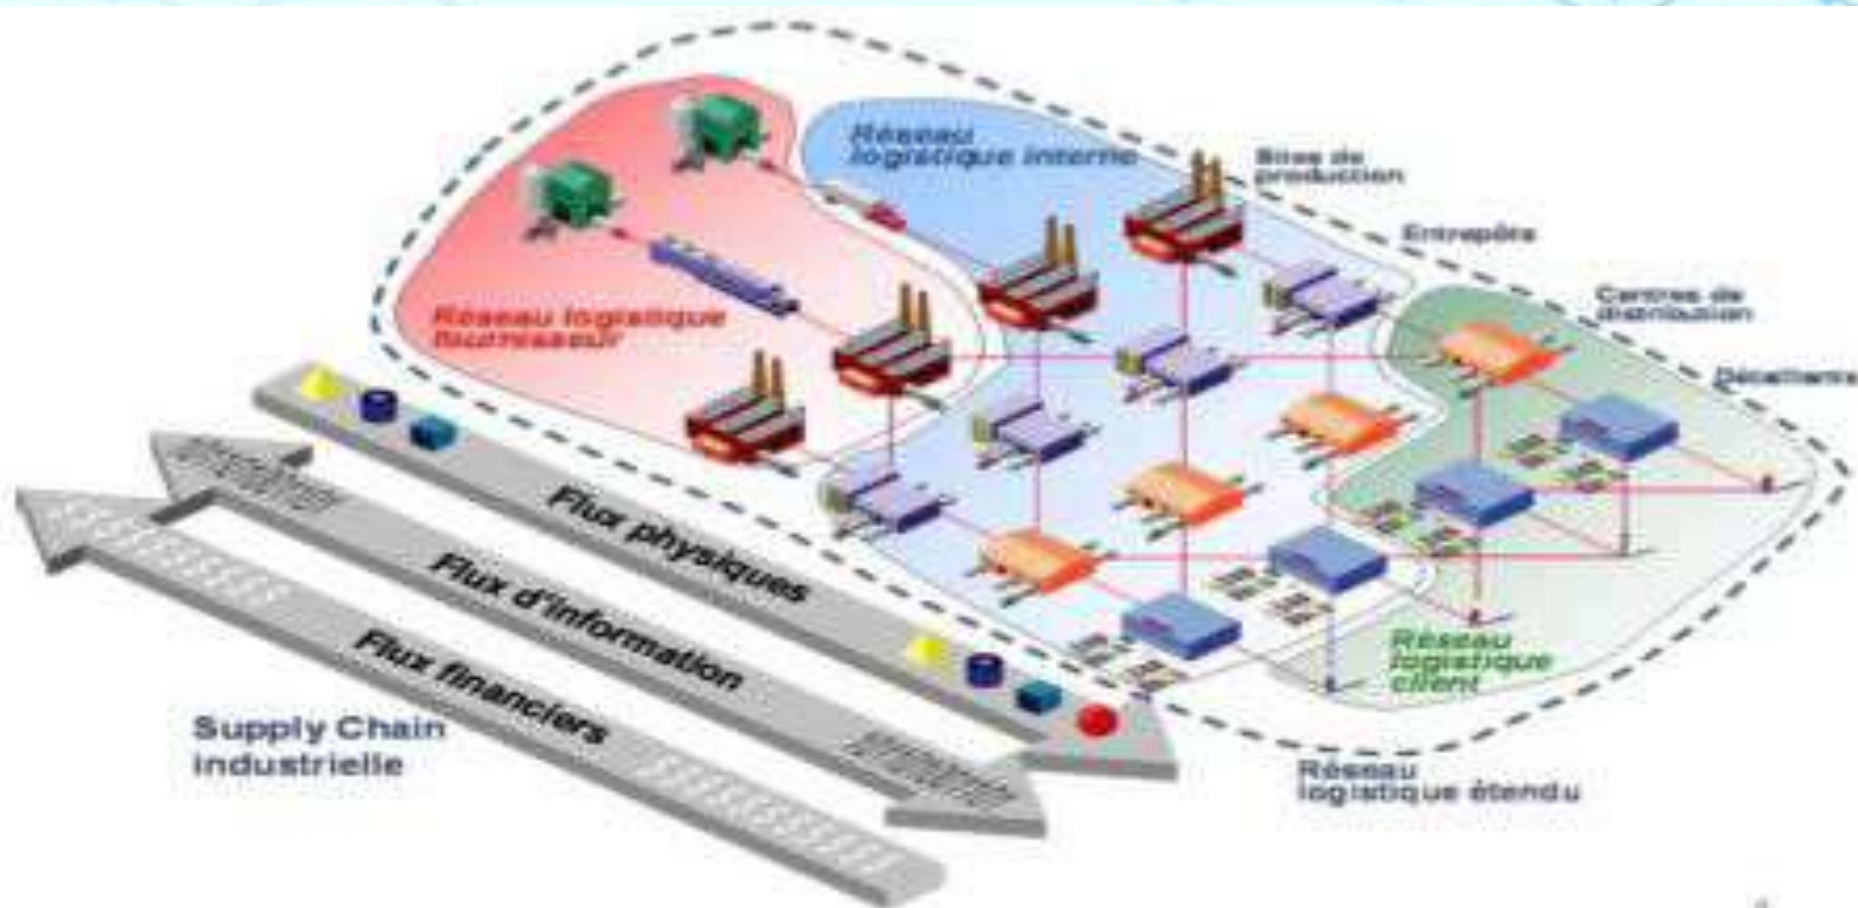 Réseau
logistique interne
Sites de
production
Entrepôts
Centres de
distribution
Détaillants
Réseau logistique
fournisseur
Flux physiques
Flux d'information
Flux financiers
Supply Chain
industrielle
Réseau
logistique
client
Réseau
logistique étendu